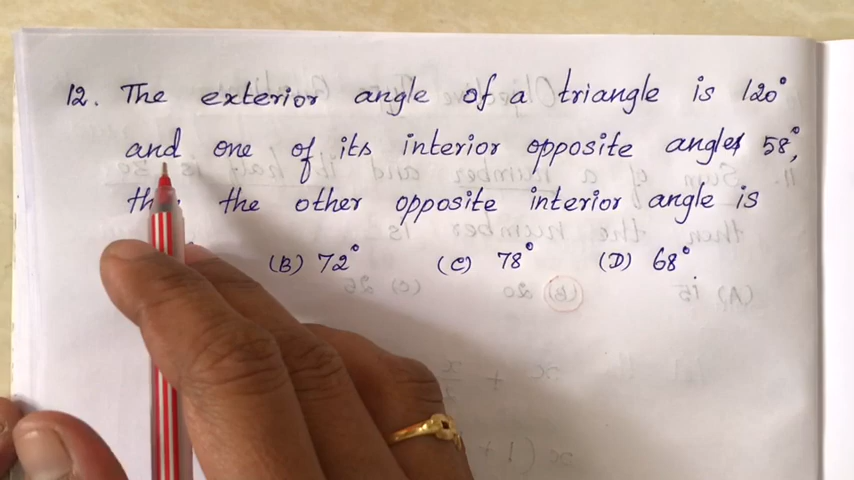 12. The exterior angle of a triangle is 120°
and one of its interior opposite angles 58°,
the other opposite interior angle is
(B) 72° (C) 78° (D) 68°